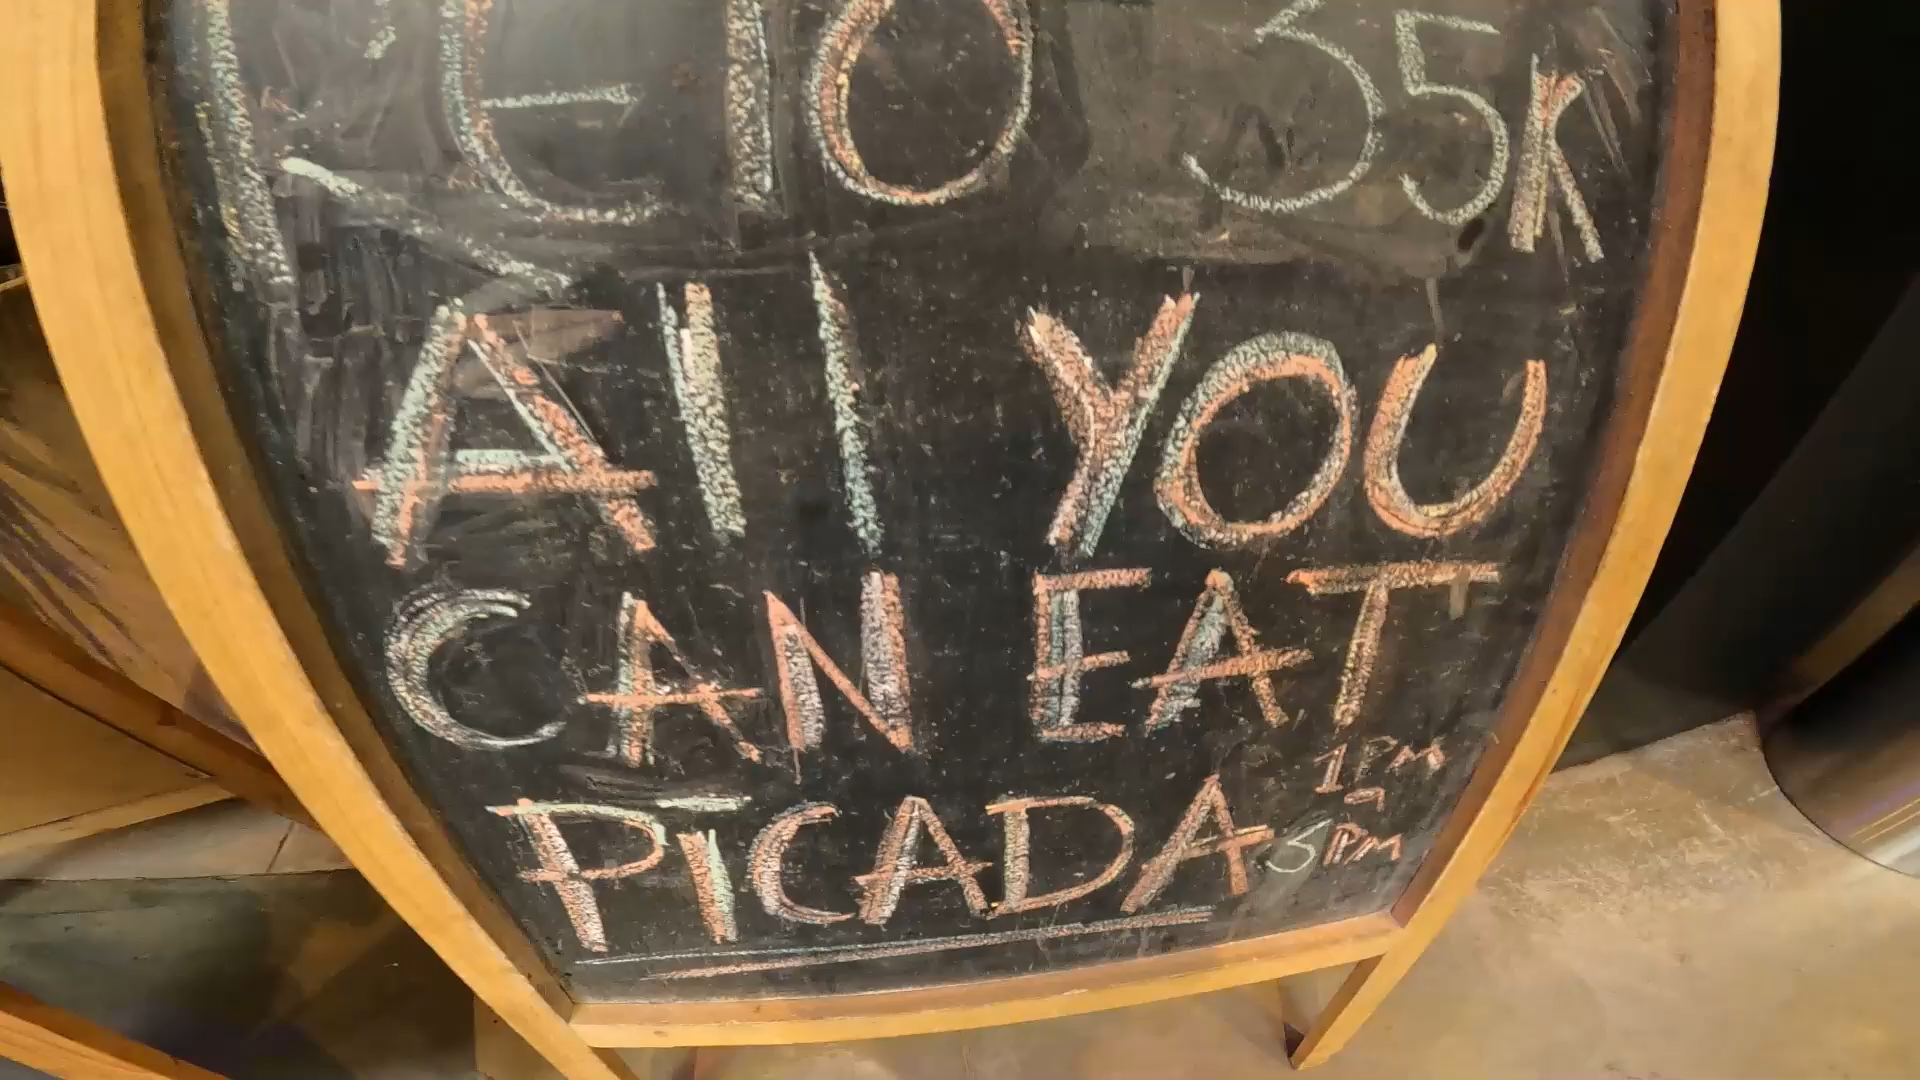 35K
All YOU
CAN EAT
PICADA
1PM
a
5PM